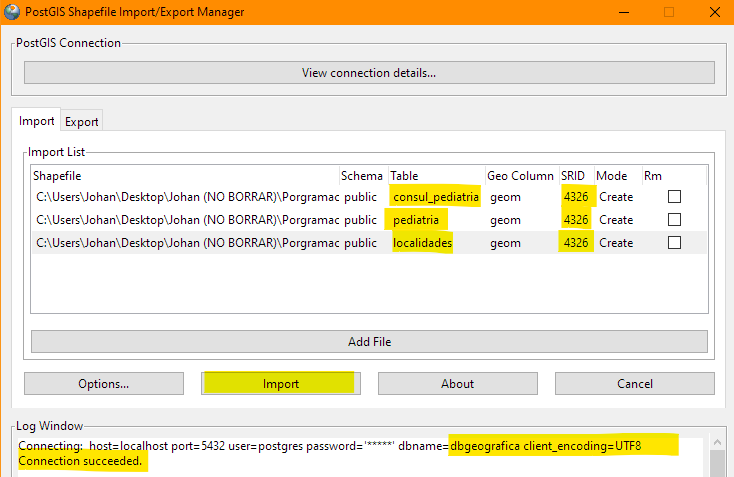 PostGIS Shapefile Import/Export Manager
PostGIS Connection
View connection details...
Import Export
Import List
Shapefile Schema Table Geo Column SRID Mode Rm
C:\Users\Johan\Desktop\Johan (NO BORRAR)\Porgramac public consul_pediatria geom 4326 Create
C:\Users\Johan\Desktop\Johan (NO BORRAR)\Porgramac public pediatria geom 4326 Create
C:\Users\Johan\Desktop\Johan (NO BORRAR)\Porgramac public localidades geom 4326 Create
Add File
Options... Import About Cancel
Log Window
Connecting: host=localhost port=5432 user=postgres password='*****' dbname=dbgeografica client_encoding=UTF8
Connection succeeded.